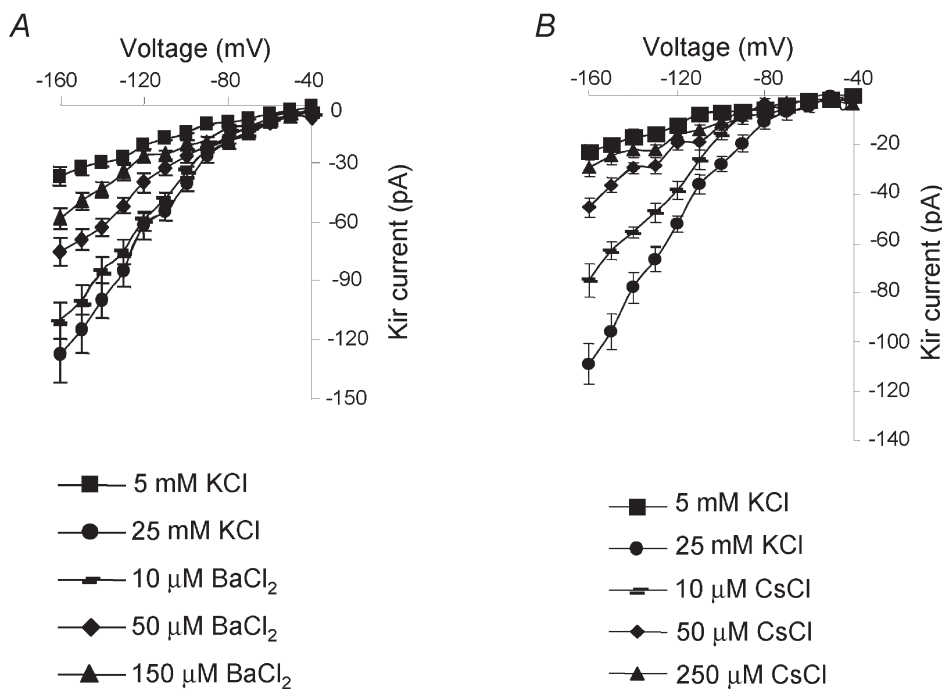 A
Voltage (mV)
-160 -120 -80 -40
0
-30
-60
-90
-120
-150
Kir current (pA)
5 mM KCl
25 mM KCl
10 μM BaCl₂
50 μM BaCl₂
150 μM BaCl₂
B
Voltage (mV)
-160 -120 -80 -40
-20
-40
-60
-80
-100
-120
-140
Kir current (pA)
5 mM KCl
25 mM KCl
10 μM CsCl
50 μM CsCl
250 μM CsCl